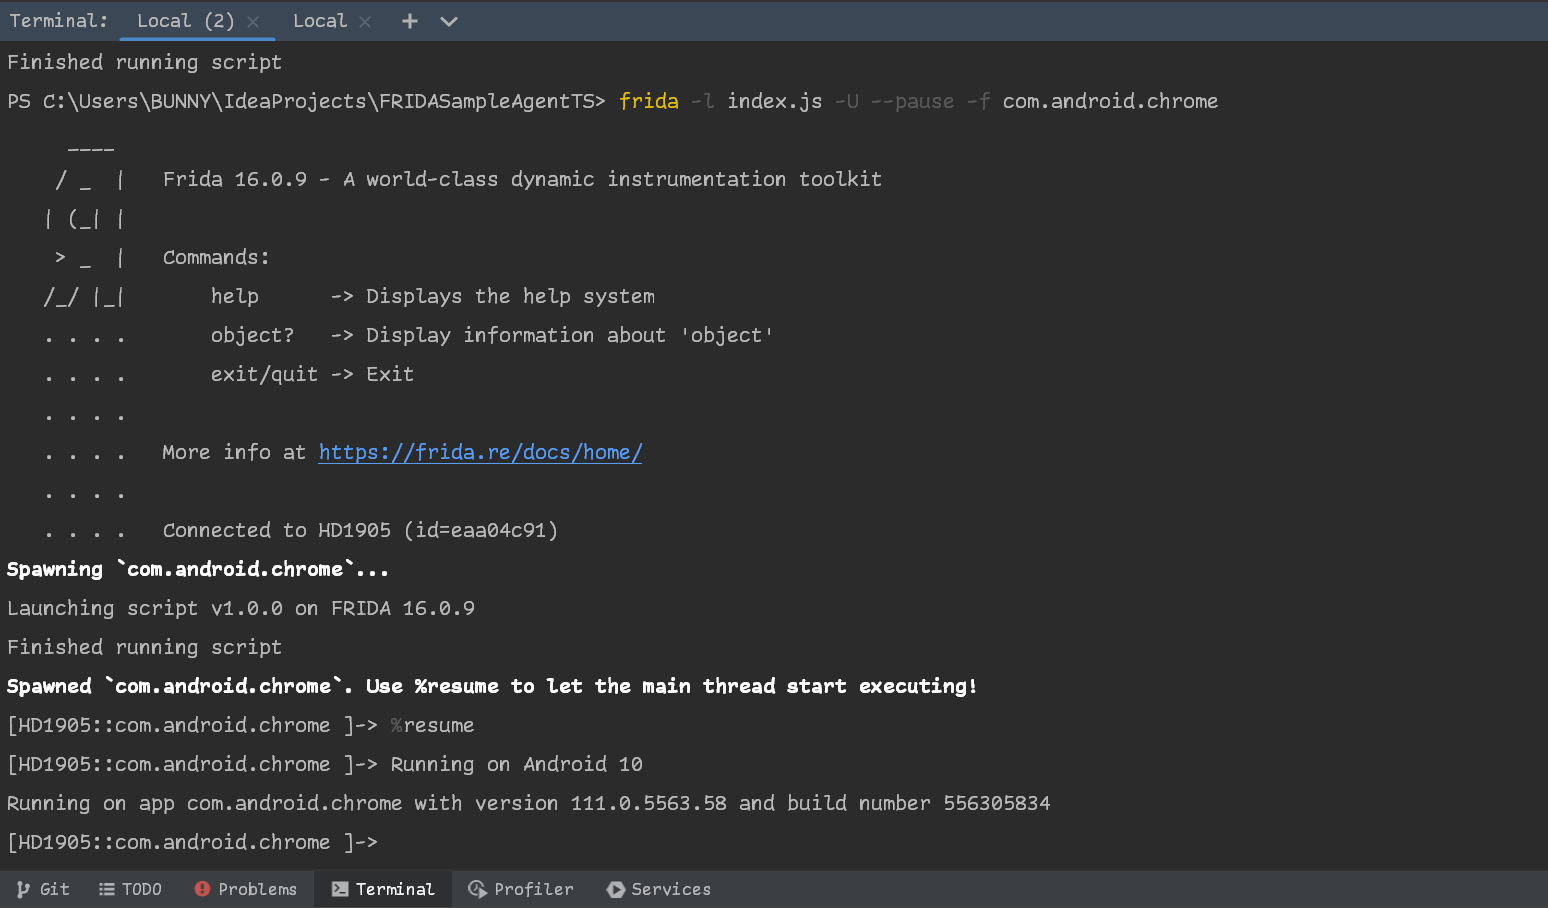 Terminal: Local (2) × Local × +
Finished running script
PS C:\Users\BUNNY\IdeaProjects\FRIDASampleAgentTS> frida -l index.js -U --pause -f com.android.chrome
     ____
    / _  |   Frida 16.0.9 - A world-class dynamic instrumentation toolkit
   | (_| |
    > _  |   Commands:
   /_/ |_|       help      -> Displays the help system
   . . . .       object?   -> Display information about 'object'
   . . . .       exit/quit -> Exit
   . . . .
   . . . .   More info at https://frida.re/docs/home/
   . . . .
   . . . .   Connected to HD1905 (id=eaa04c91)
Spawning `com.android.chrome`...
Launching script v1.0.0 on FRIDA 16.0.9
Finished running script
Spawned `com.android.chrome`. Use %resume to let the main thread start executing!
[HD1905::com.android.chrome ]-> %resume
[HD1905::com.android.chrome ]-> Running on Android 10
Running on app com.android.chrome with version 111.0.5563.58 and build number 556305834
[HD1905::com.android.chrome ]->
Git TODO Problems Terminal Profiler Services